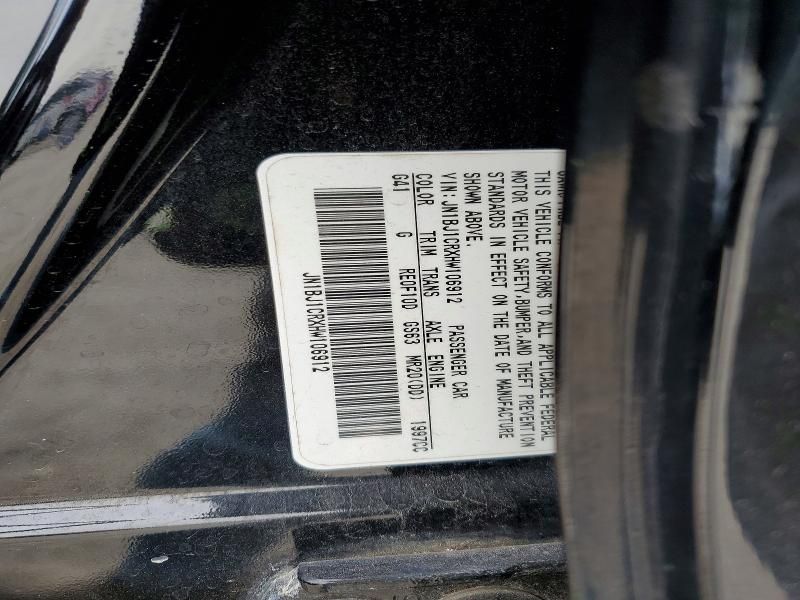 THIS VEHICLE CONFORMS TO ALL APPLICABLE FEDERAL
MOTOR VEHICLE SAFETY,BUMPER,AND THEFT PREVENTION
STANDARDS IN EFFECT ON THE DATE OF MANUFACTURE
SHOWN ABOVE.
VIN: JN1BJ1CRXHW106912 PASSENGER CAR
COLOR TRIM TRANS AXLE ENGINE
G41 G RE0F10D GS63 MR20(DD) 1997CC
JN1BJ1CRXHW106912